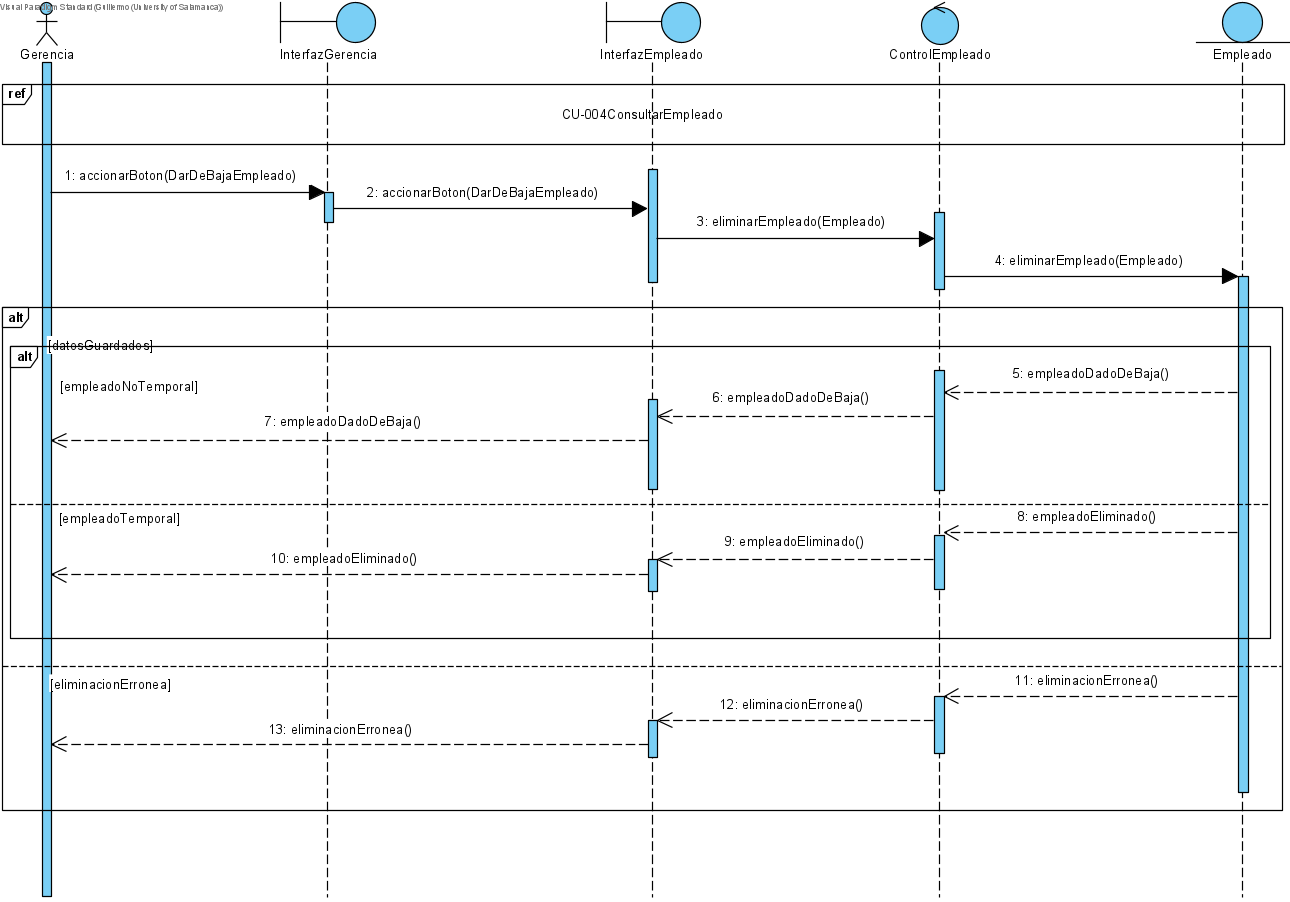 Visual Paradigm Standard (Guillermo (University of Salamanca))
Gerencia
InterfazGerencia
InterfazEmpleado
ControlEmpleado
Empleado
ref
CU-004ConsultarEmpleado
1: accionarBoton(DarDeBajaEmpleado)
2: accionarBoton(DarDeBajaEmpleado)
3: eliminarEmpleado(Empleado)
4: eliminarEmpleado(Empleado)
alt
[datosGuardados]
alt
[empleadoNoTemporal]
5: empleadoDadoDeBaja()
6: empleadoDadoDeBaja()
7: empleadoDadoDeBaja()
[empleadoTemporal]
8: empleadoEliminado()
9: empleadoEliminado()
10: empleadoEliminado()
[eliminacionErronea]
11: eliminacionErronea()
12: eliminacionErronea()
13: eliminacionErronea()